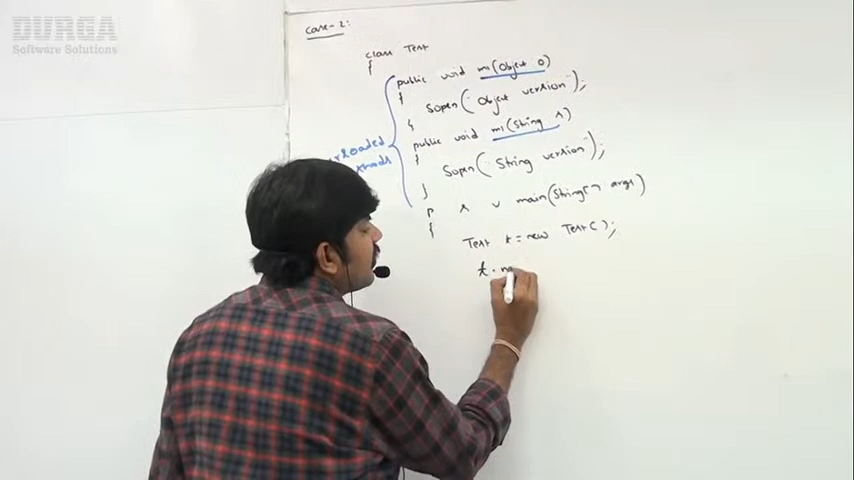 DURGA
Software Solutions
Case-2:
class Test
{
public void m1(Object o)
{
Sopln("Object version");
}
public void m1(String s)
{
Sopln("String version");
}
p s v main(String[] args)
{
Test t = new Test();
t.m